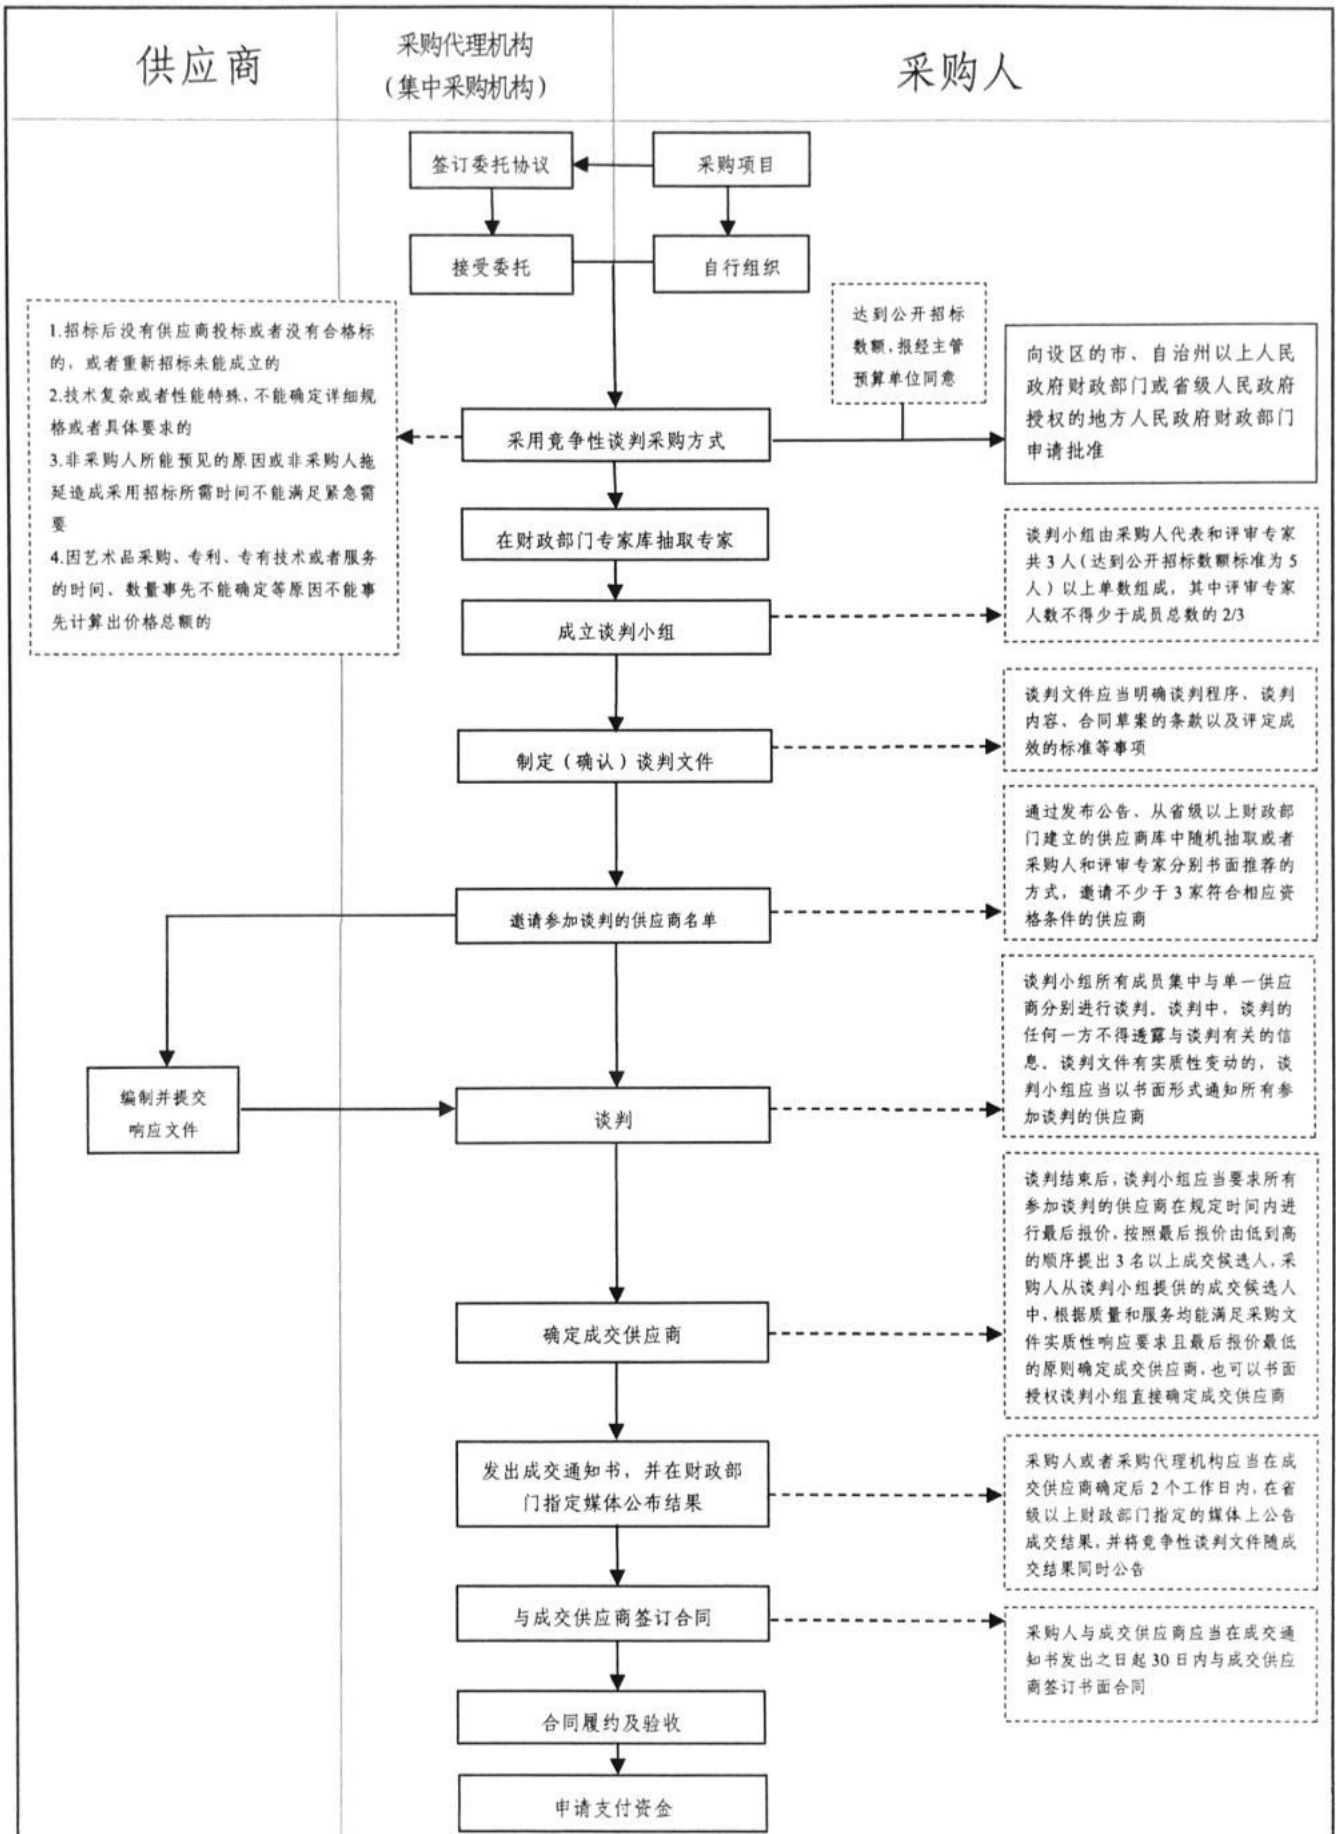 供应商
采购代理机构
（集中采购机构）
采购人
签订委托协议
采购项目
接受委托
自行组织
达到公开招标
数额，报经主管
预算单位同意
1.招标后没有供应商投标或者没有合格标
的，或者重新招标未能成立的
2.技术复杂或者性能特殊，不能确定详细规
格或者具体要求的
3.非采购人所能预见的原因或非采购人拖
延造成采用招标所需时间不能满足紧急需
要
4.因艺术品采购、专利、专有技术或者服务
的时间、数量事先不能确定等原因不能事
先计算出价格总额的
采用竞争性谈判采购方式
向设区的市、自治州以上人民
政府财政部门或省级人民政府
授权的地方人民政府财政部门
申请批准
在财政部门专家库抽取专家
成立谈判小组
谈判小组由采购人代表和评审专家
共3人（达到公开招标数额标准为5
人）以上单数组成，其中评审专家
人数不得少于成员总数的2/3
制定（确认）谈判文件
谈判文件应当明确谈判程序、谈判
内容、合同草案的条款以及评定成
效的标准等事项
邀请参加谈判的供应商名单
通过发布公告、从省级以上财政部
门建立的供应商库中随机抽取或者
采购人和评审专家分别书面推荐的
方式，邀请不少于3家符合相应资
格条件的供应商
编制并提交
响应文件
谈判
谈判小组所有成员集中与单一供应
商分别进行谈判。谈判中，谈判的
任何一方不得透露与谈判有关的信
息。谈判文件有实质性变动的，谈
判小组应当以书面形式通知所有参
加谈判的供应商
确定成交供应商
谈判结束后，谈判小组应当要求所有
参加谈判的供应商在规定时间内进
行最后报价，按照最后报价由低到高
的顺序提出3名以上成交候选人，采
购人从谈判小组提供的成交候选人
中，根据质量和服务均能满足采购文
件实质性响应要求且最后报价最低
的原则确定成交供应商，也可以书面
授权谈判小组直接确定成交供应商
发出成交通知书，并在财政部
门指定媒体公布结果
采购人或者采购代理机构应当在成
交供应商确定后2个工作日内，在省
级以上财政部门指定的媒体上公告
成交结果，并将竞争性谈判文件随成
交结果同时公告
与成交供应商签订合同
采购人与成交供应商应当在成交通
知书发出之日起30日内与成交供应
商签订书面合同
合同履约及验收
申请支付资金